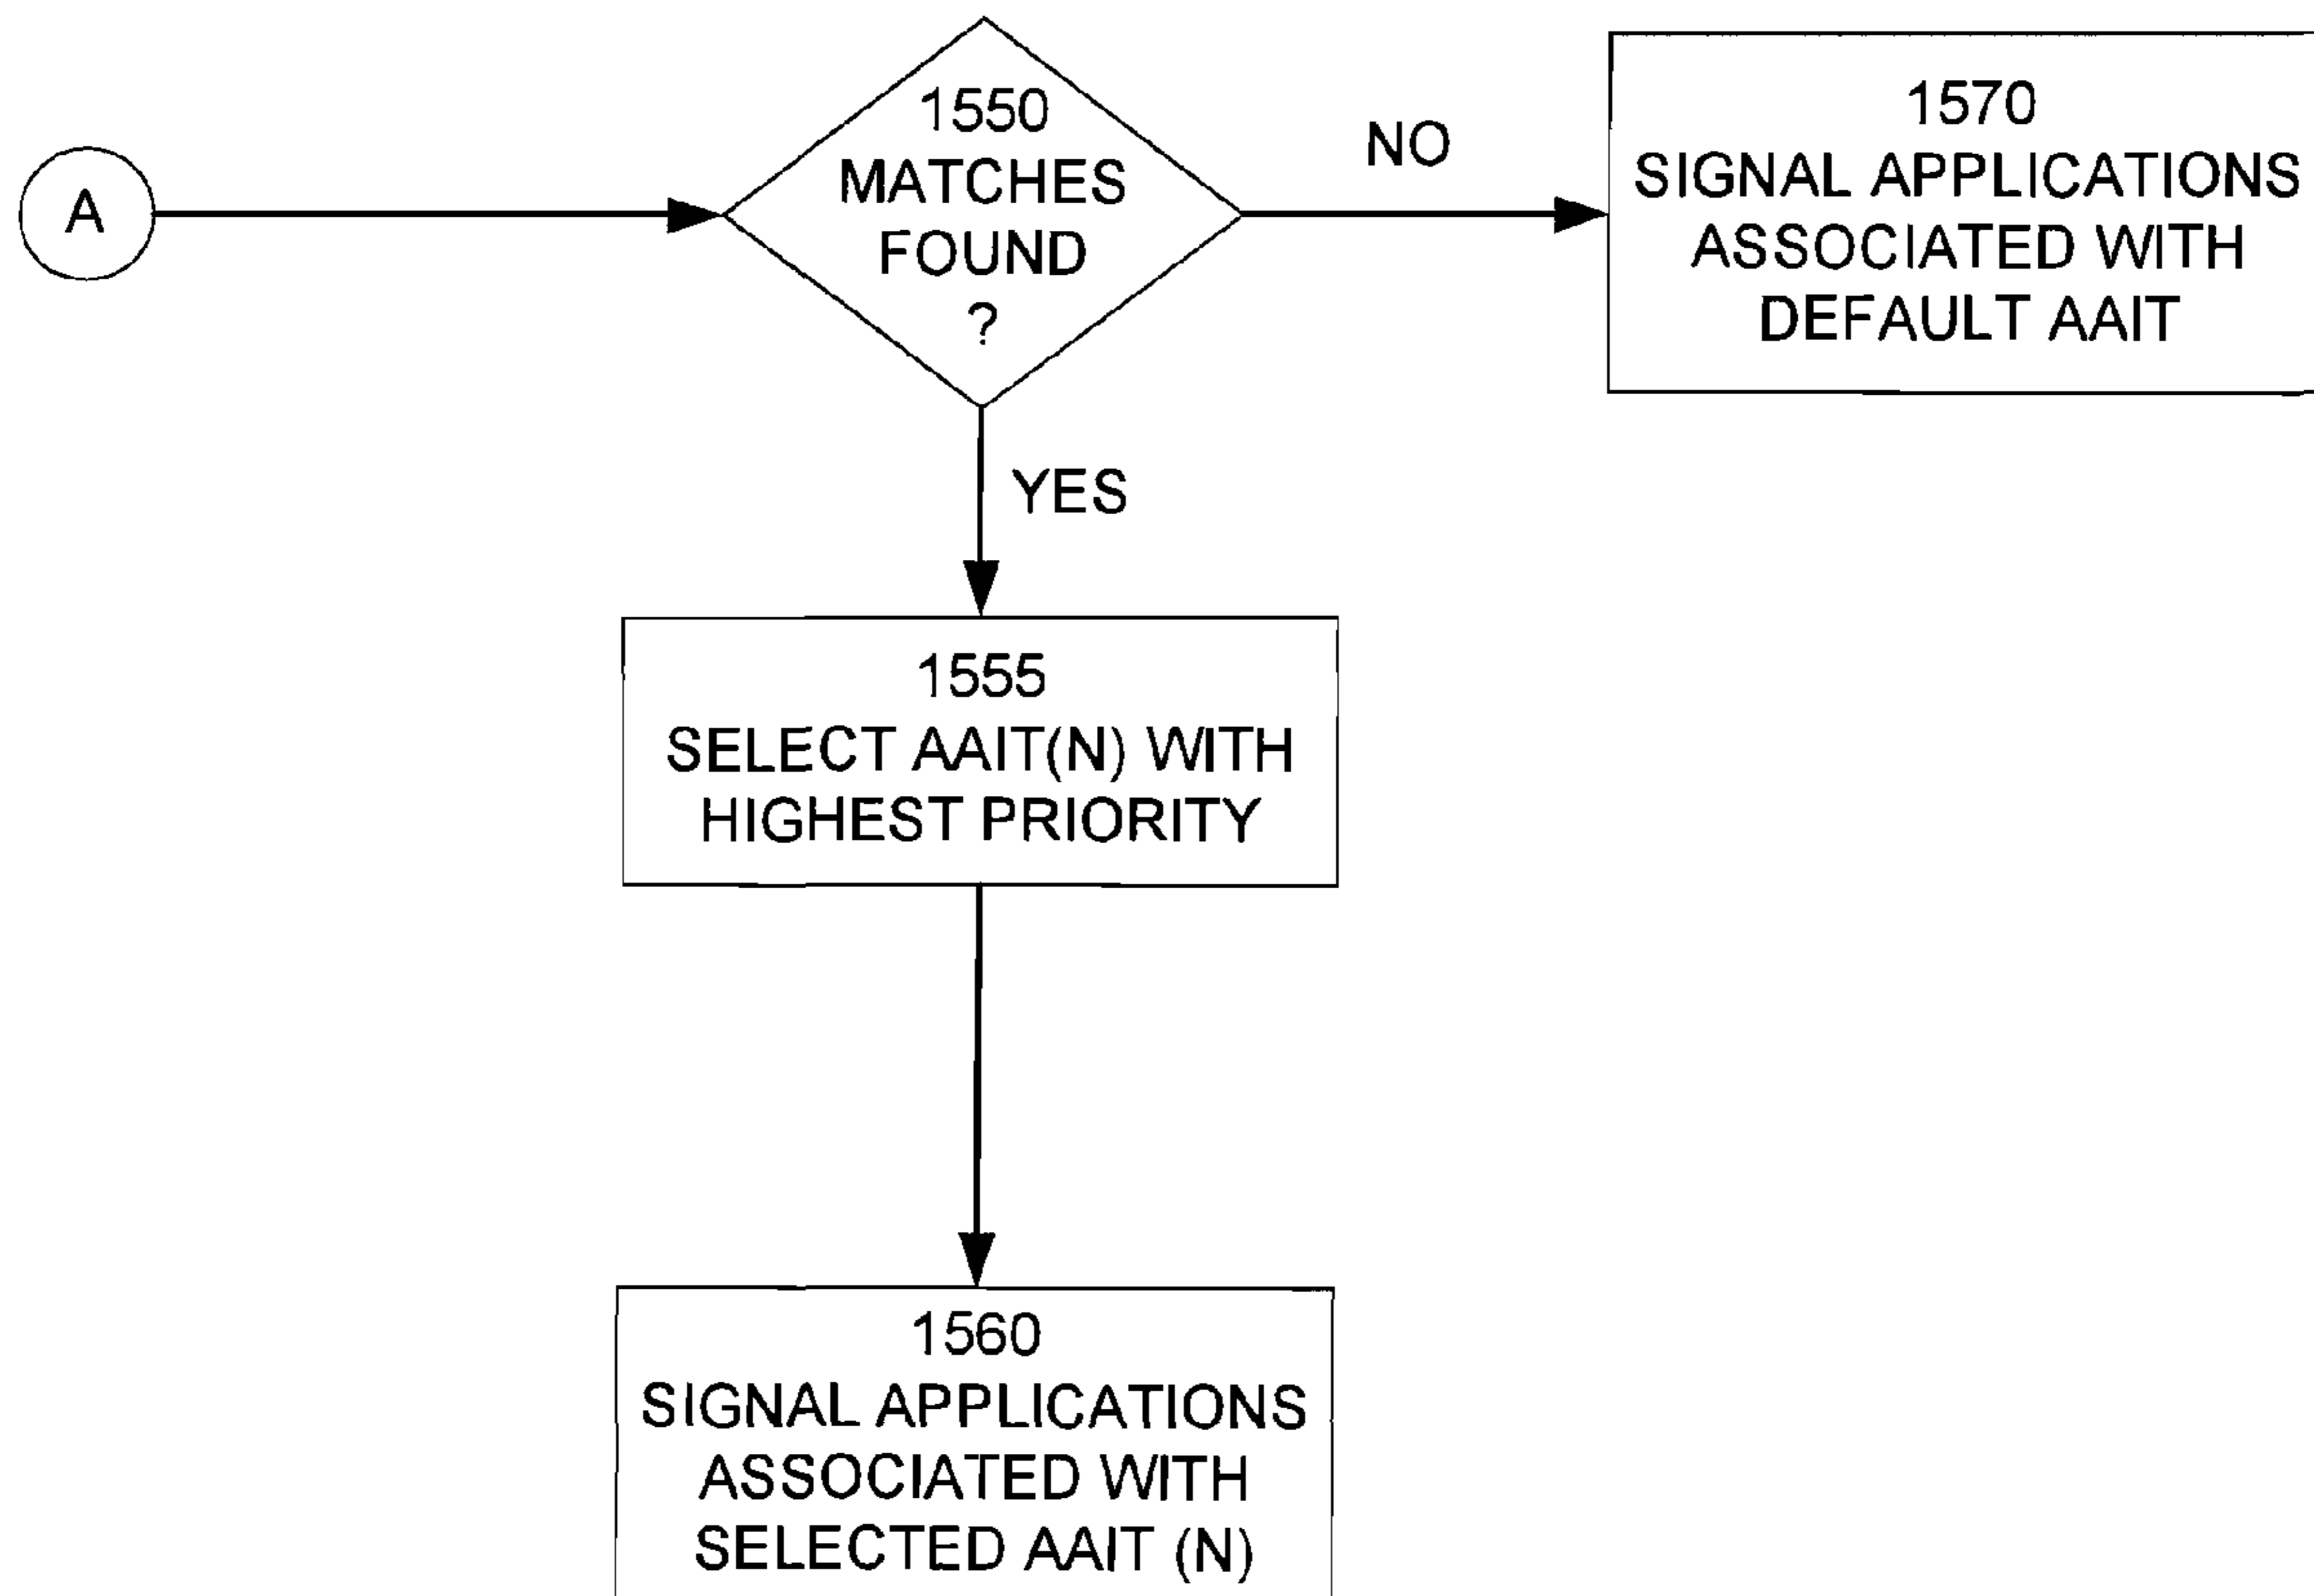 A
1550
MATCHES
FOUND
?
NO
1570
SIGNAL APPLICATIONS
ASSOCIATED WITH
DEFAULT AAIT
YES
1555
SELECT AAIT(N) WITH
HIGHEST PRIORITY
1560
SIGNAL APPLICATIONS
ASSOCIATED WITH
SELECTED AAIT (N)